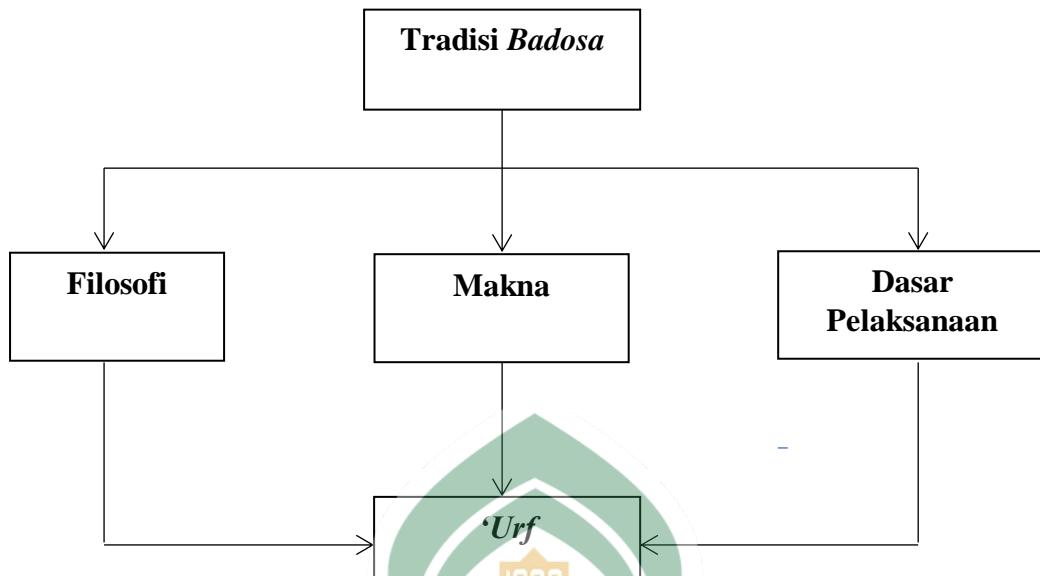 Tradisi Badosa
Filosofi
Makna
Dasar
Pelaksanaan
‘Urf